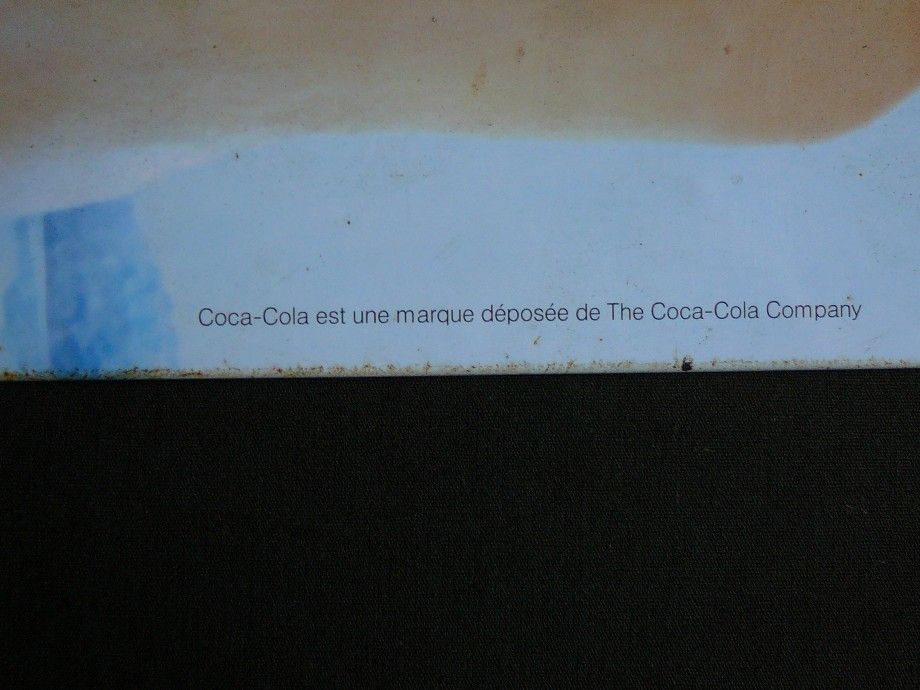 Coca-Cola est une marque déposée de The Coca-Cola Company